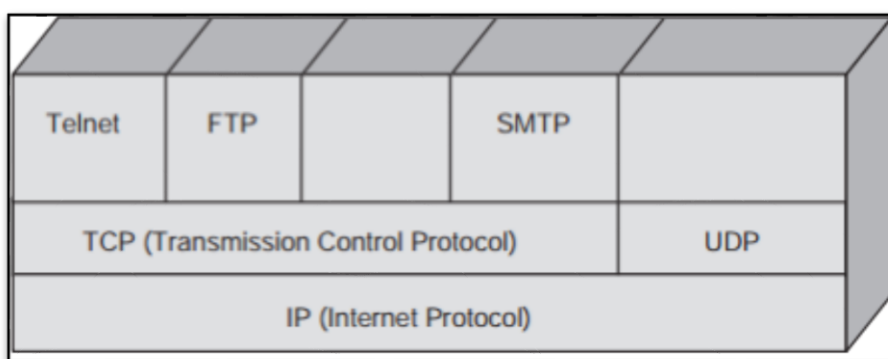 Telnet FTP SMTP
TCP (Transmission Control Protocol) UDP
IP (Internet Protocol)